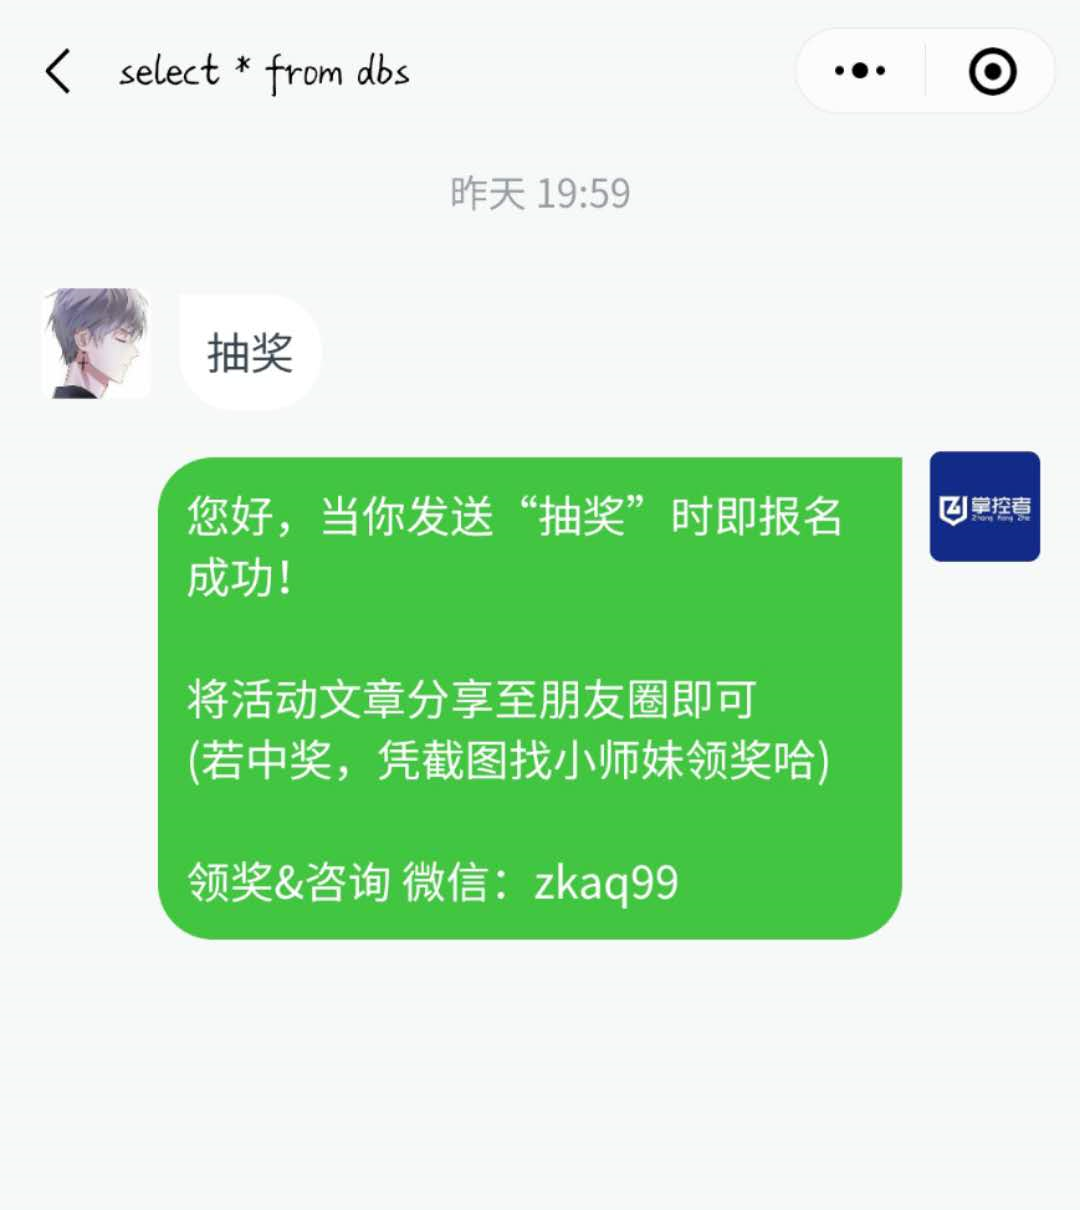 select * from dbs
昨天 19:59
抽奖
您好，当你发送“抽奖”时即报名
成功！
将活动文章分享至朋友圈即可
(若中奖，凭截图找小师妹领奖哈)
领奖&咨询 微信：zkaq99
掌控者
Zhang Kong Zhe